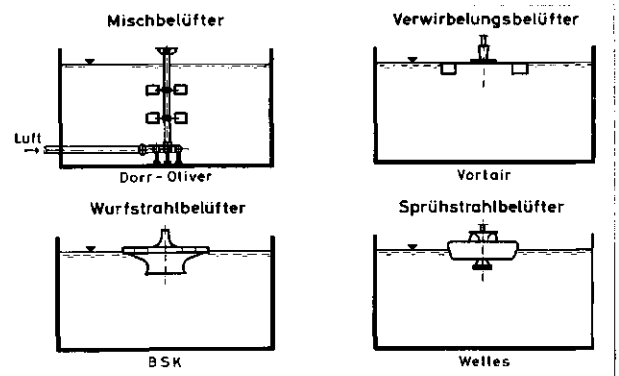 Mischbelüfter
Verwirbelungsbelüfter
Luft
Dorr-Oliver
Vortair
Wurfstrahlbelüfter
Sprühstrahlbelüfter
BSK
Welles